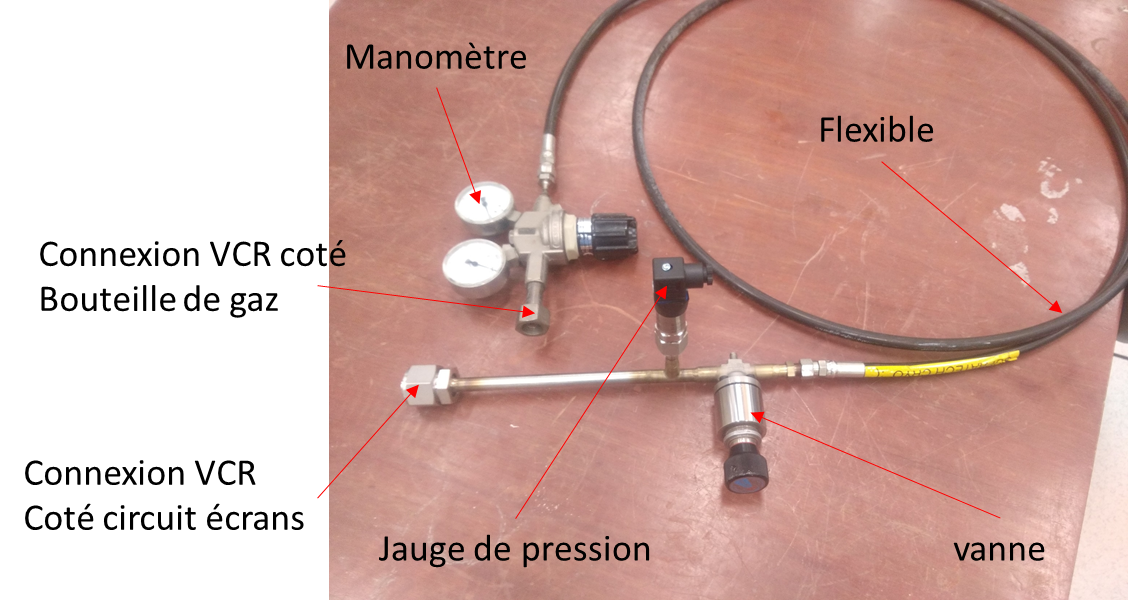 Manomètre
Flexible
Connexion VCR coté
Bouteille de gaz
Connexion VCR
Coté circuit écrans
Jauge de pression
vanne